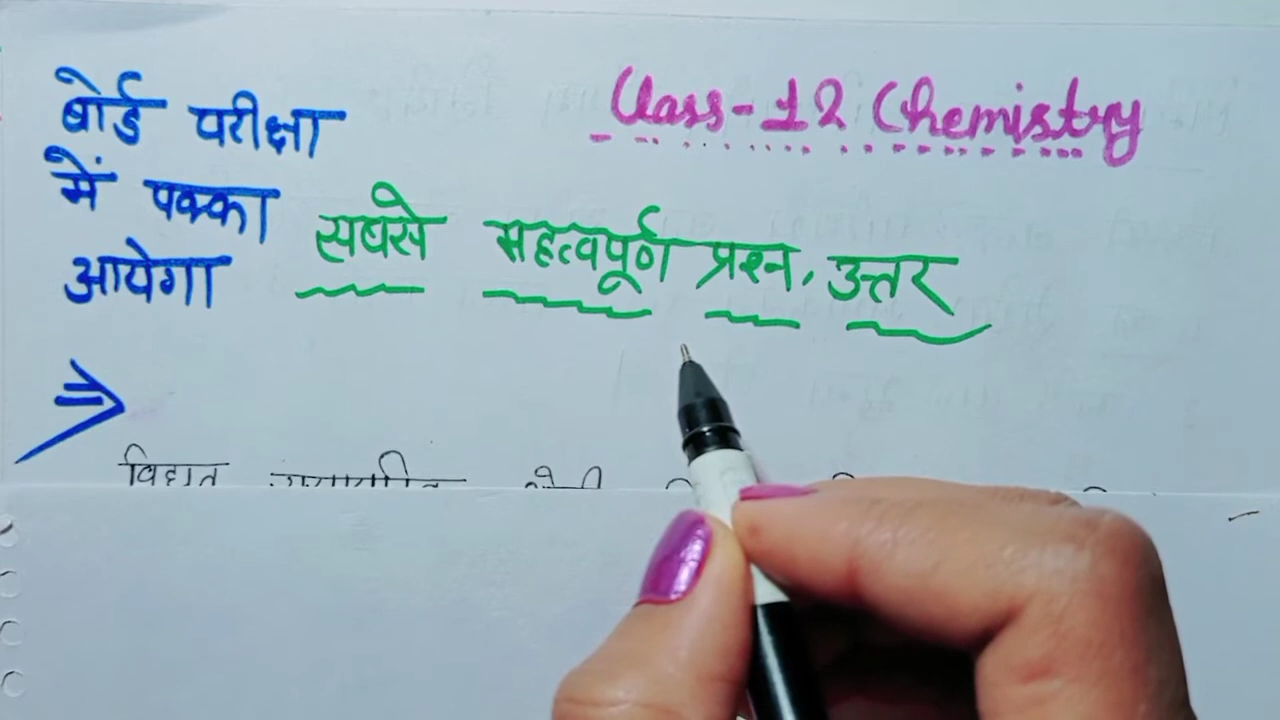 Class-12 Chemistry
बोर्ड परीक्षा
में पक्का
आयेगा
सबसे महत्वपूर्ण प्रश्न, उत्तर